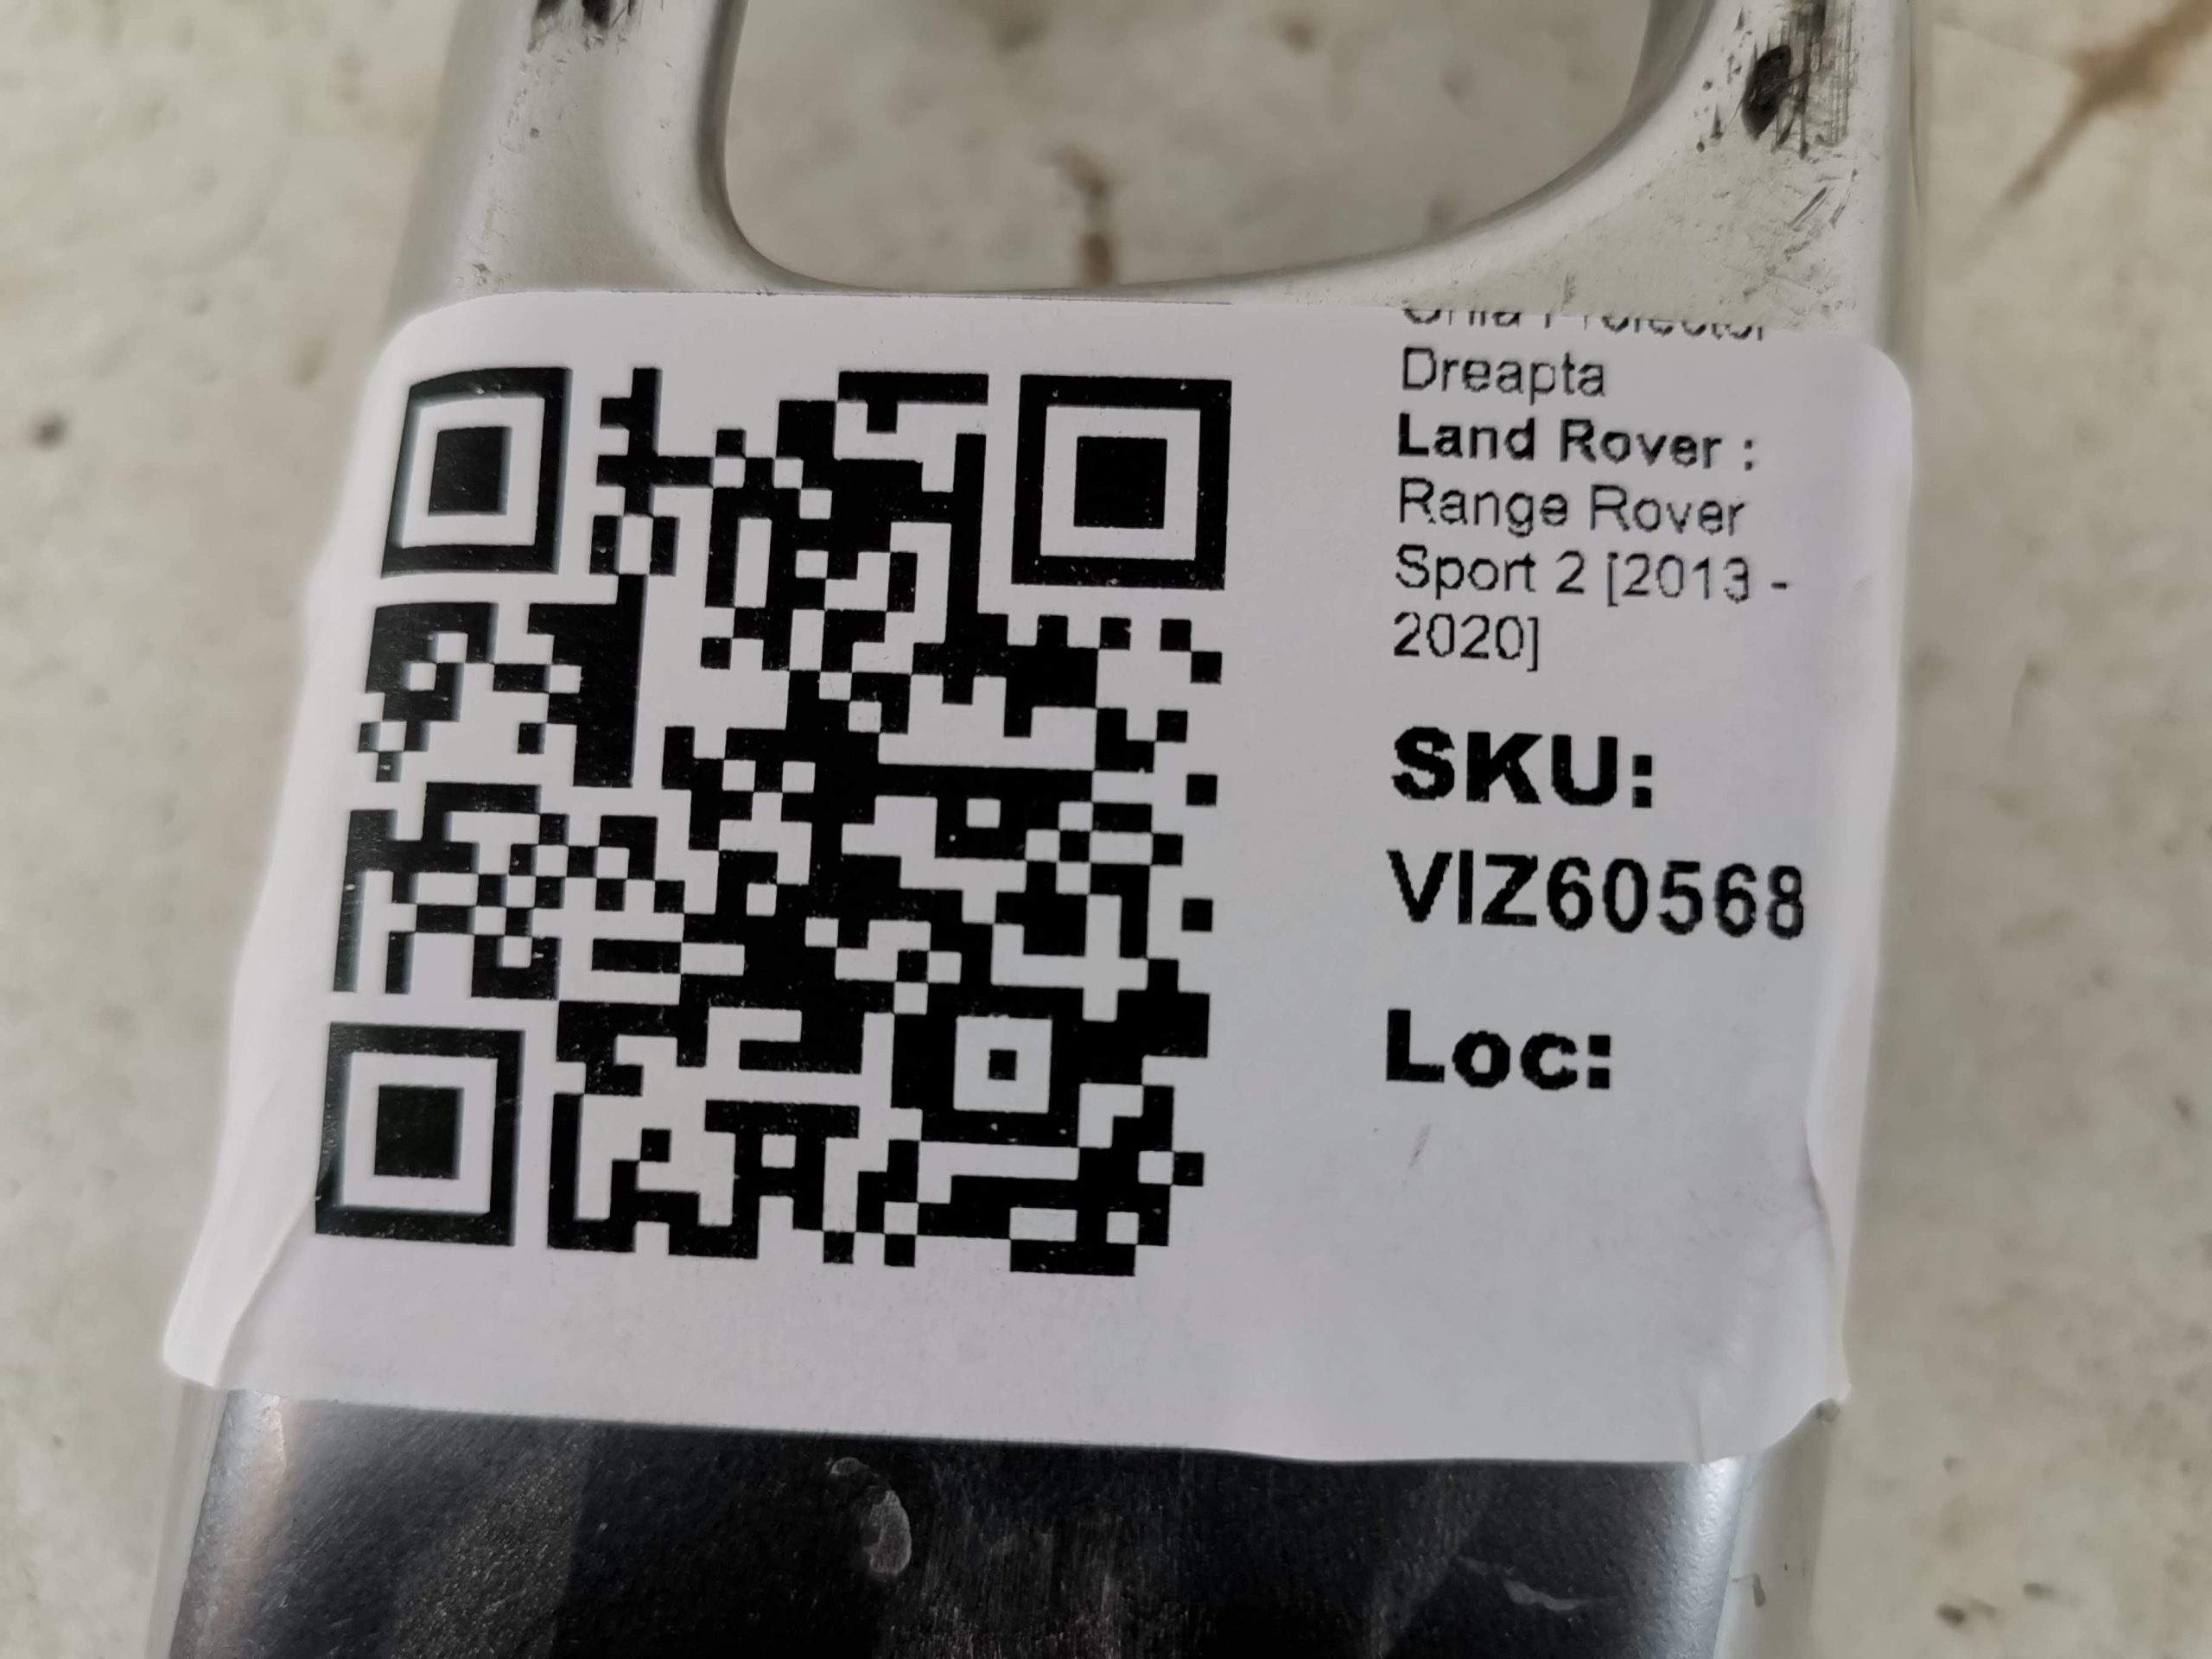 Dreapta
Land Rover :
Range Rover
Sport 2 [2013 -
2020]
SKU:
VIZ60568
Loc: